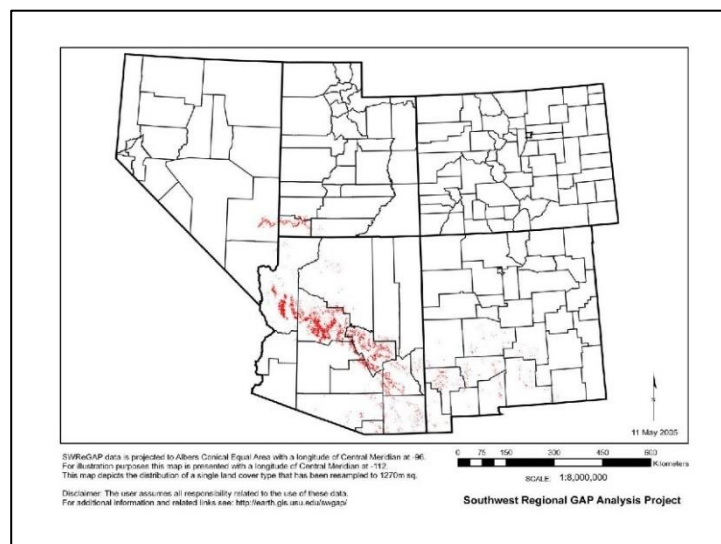 11 May 2005
SWReGAP data is projected to Albers Conical Equal Area with a longitude of Central Meridian at -96.
For illustration purposes this map is presented with a longitude of Central Meridian at -112.
This map depicts the distribution of a single land cover type that has been resampled to 1270m sq.
0 75 150 300 450 600
Kilometers
SCALE: 1:8,000,000
Disclaimer: The user assumes all responsibility related to the use of these data.
For additional information and related links see: http://earth.gis.usu.edu/swgap/
Southwest Regional GAP Analysis Project